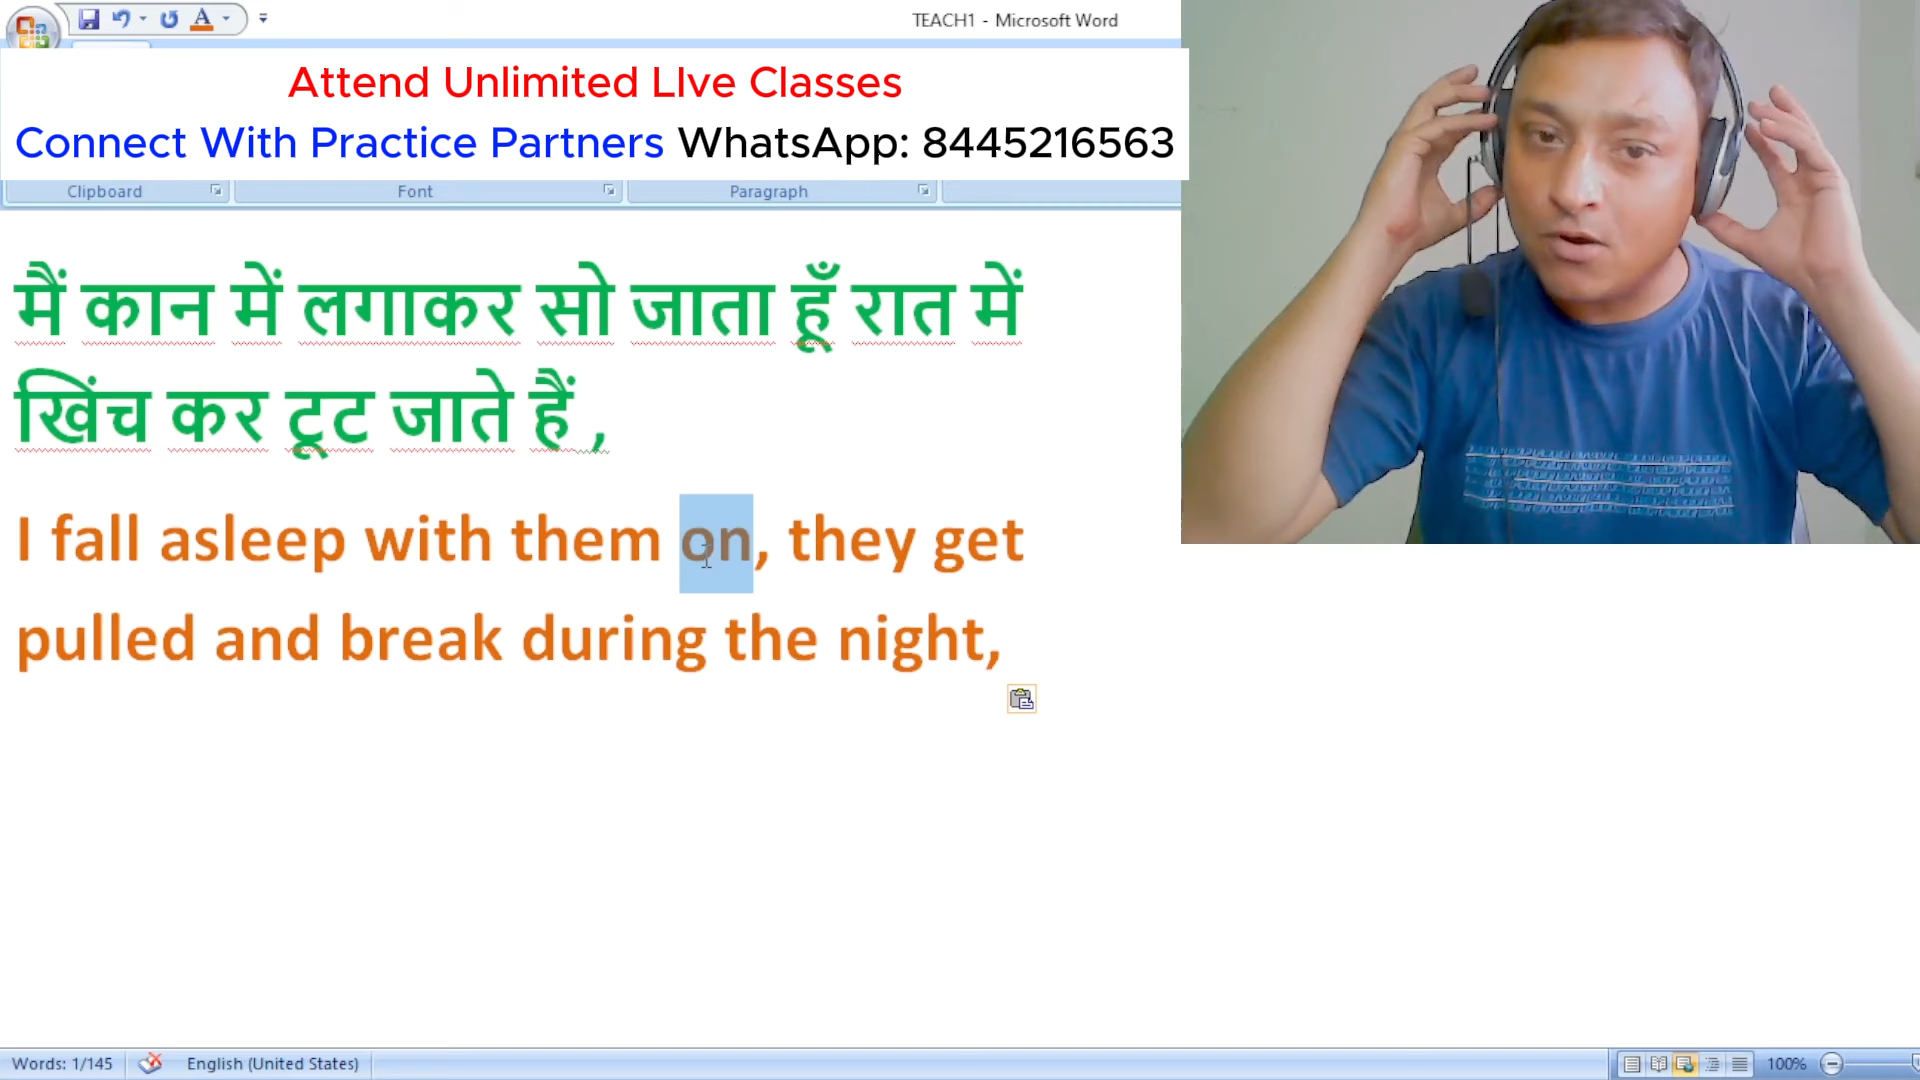 TEACH1 - Microsoft Word
Attend Unlimited LIve Classes
Connect With Practice Partners WhatsApp: 8445216563
Clipboard Font Paragraph
मैं कान में लगाकर सो जाता हूँ रात में
खिंच कर टूट जाते हैं ,
I fall asleep with them on, they get
pulled and break during the night,
Words: 1/145 English (United States) 100%